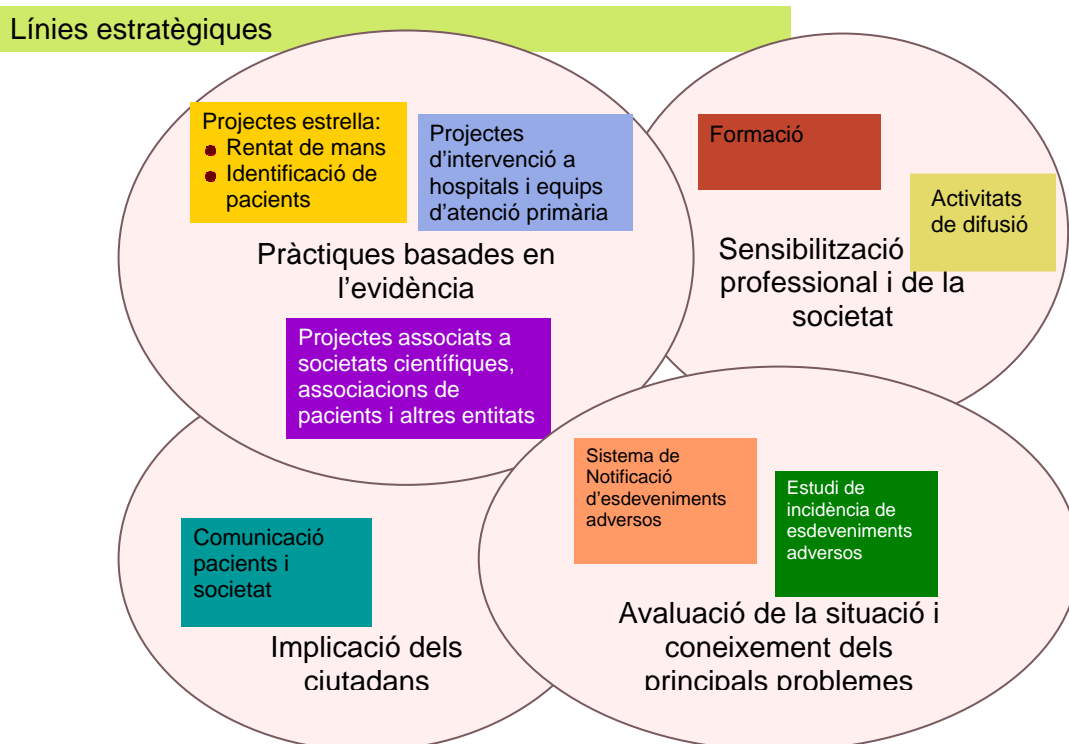 Línies estratègiques
Projectes estrella:
Rentat de mans
Identificació de
pacients
Projectes
d'intervenció a
hospitals i equips
d'atenció primària
Pràctiques basades en
l'evidència
Projectes associats a
societats científiques,
associacions de
pacients i altres entitats
Formació
Activitats
de difusió
Sensibilització
professional i de la
societat
Comunicació
pacients i
societat
Implicació dels
ciutadans
Sistema de
Notificació
d'esdeveniments
adversos
Estudi de
incidència de
esdeveniments
adversos
Avaluació de la situació i
coneixement dels
principals problemes